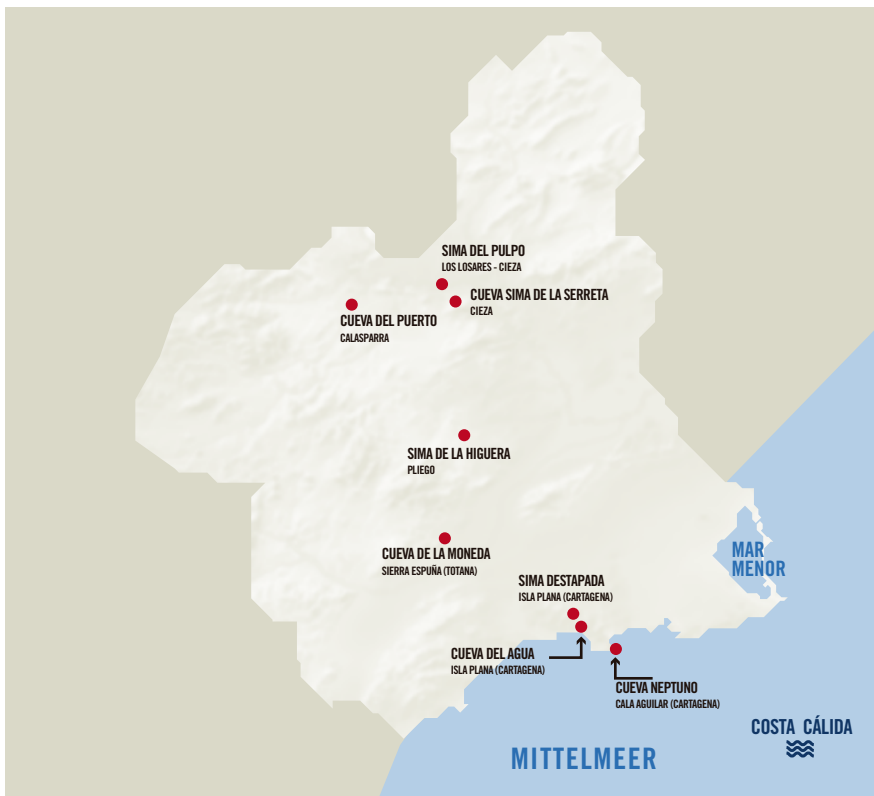 SIMA DEL PULPO
LOS LOSARES - CIEZA
CUEVA SIMA DE LA SERRETA
CIEZA
CUEVA DEL PUERTO
CALASPARRA
SIMA DE LA HIGUERA
PLIEGO
CUEVA DE LA MONEDA
SIERRA ESPUÑA (TOTANA)
MAR
MENOR
SIMA DESTAPADA
ISLA PLANA (CARTAGENA)
CUEVA DEL AGUA
ISLA PLANA (CARTAGENA)
CUEVA NEPTUNO
CALA AGUILAR (CARTAGENA)
COSTA CÁLIDA
MITTELMEER